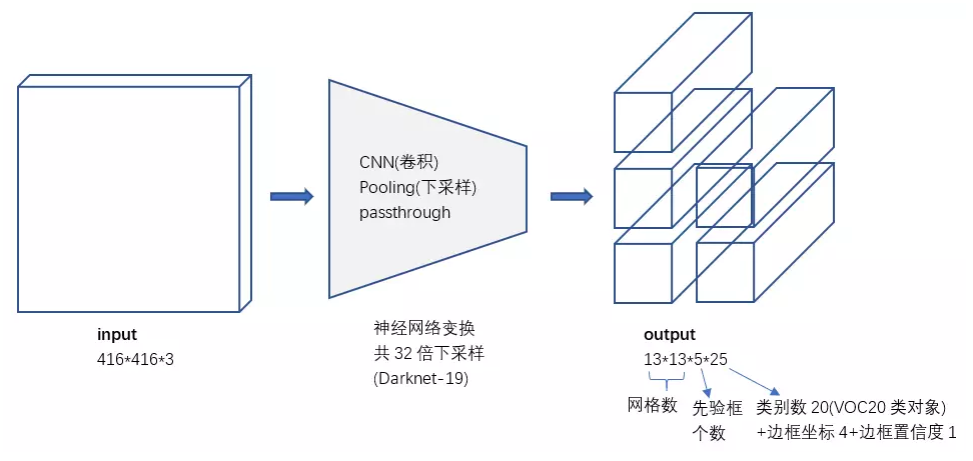 CNN(卷积)
Pooling(下采样)
passthrough
input
416*416*3
神经网络变换
共 32 倍下采样
(Darknet-19)
output
13*13*5*25
网格数
先验框
个数
类别数 20(VOC20 类对象)
+边框坐标 4+边框置信度 1